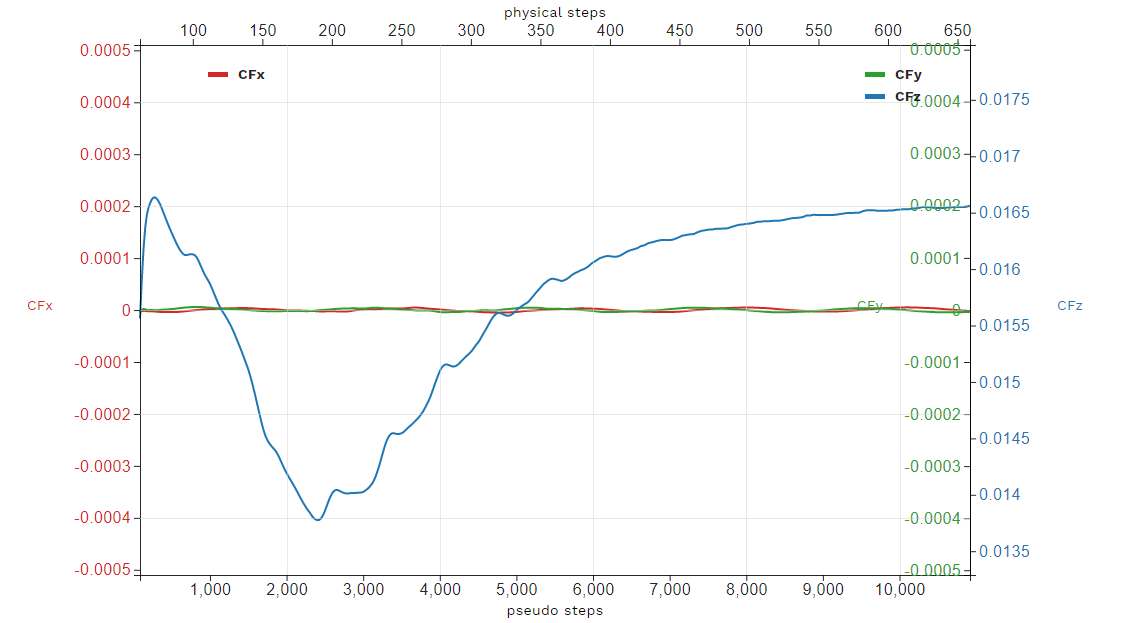 physical steps
100 150 200 250 300 350 400 450 500 550 600 650
0.0005 0.0005
CFx CFy
CFz
0.0004 0.0004 0.0175
0.0003 0.0003 0.017
0.0002 0.0002 0.0165
0.0001 0.0001 0.016
CFx 0 CFy 0 CFz
0.0155
-0.0001 -0.0001 0.015
-0.0002 -0.0002 0.0145
-0.0003 -0.0003 0.014
-0.0004 -0.0004 0.0135
-0.0005 -0.0005
1,000 2,000 3,000 4,000 5,000 6,000 7,000 8,000 9,000 10,000
pseudo steps